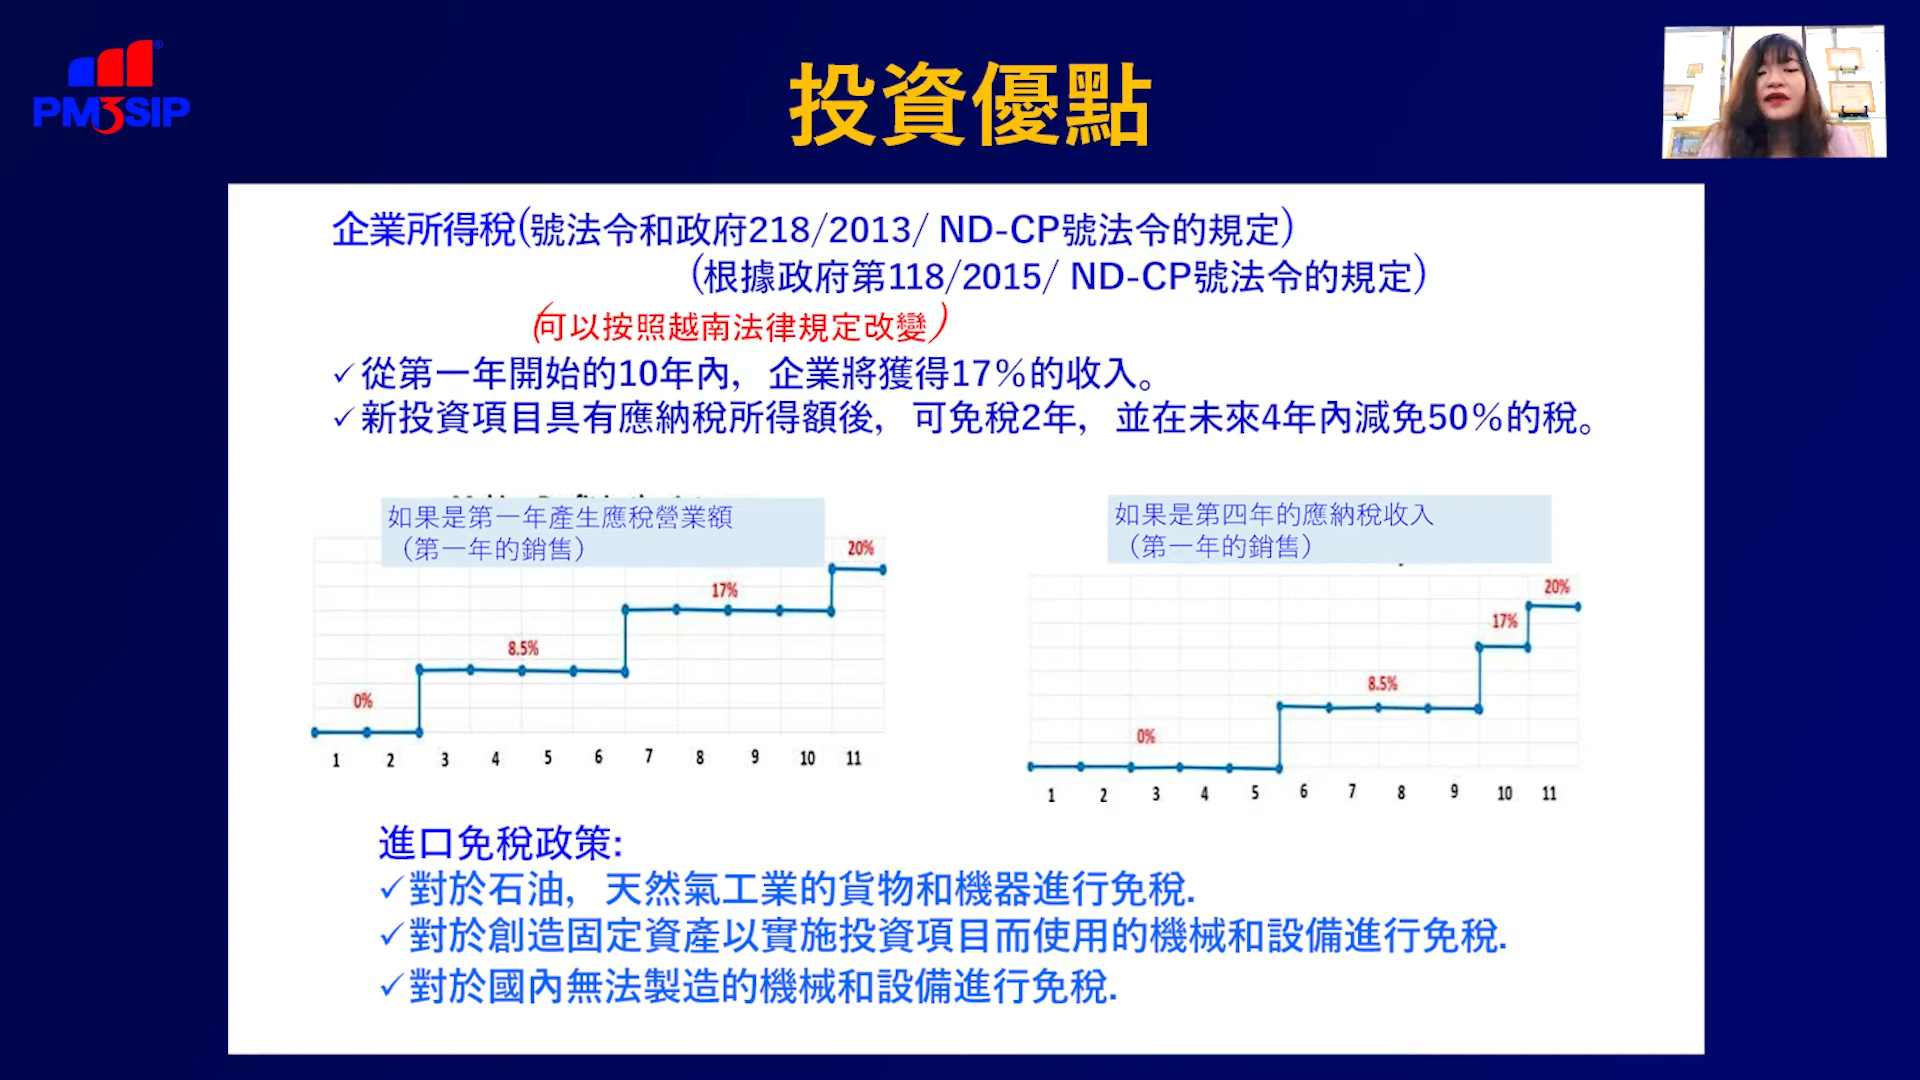 PM3SIP
投資優點
企業所得稅(號法令和政府218/2013/ ND-CP號法令的規定)
(根據政府第118/2015/ ND-CP號法令的規定)
(可以按照越南法律規定改變)
✓從第一年開始的10年內，企業將獲得17%的收入。
✓新投資項目具有應納稅所得額後，可免稅2年，並在未來4年內減免50%的稅。
如果是第一年產生應稅營業額
（第一年的銷售）
0%
8.5%
17%
20%
1 2 3 4 5 6 7 8 9 10 11
如果是第四年的應納稅收入
（第一年的銷售）
0%
8.5%
17%
20%
1 2 3 4 5 6 7 8 9 10 11
進口免稅政策:
✓對於石油，天然氣工業的貨物和機器進行免稅.
✓對於創造固定資產以實施投資項目而使用的機械和設備進行免稅.
✓對於國內無法製造的機械和設備進行免稅.